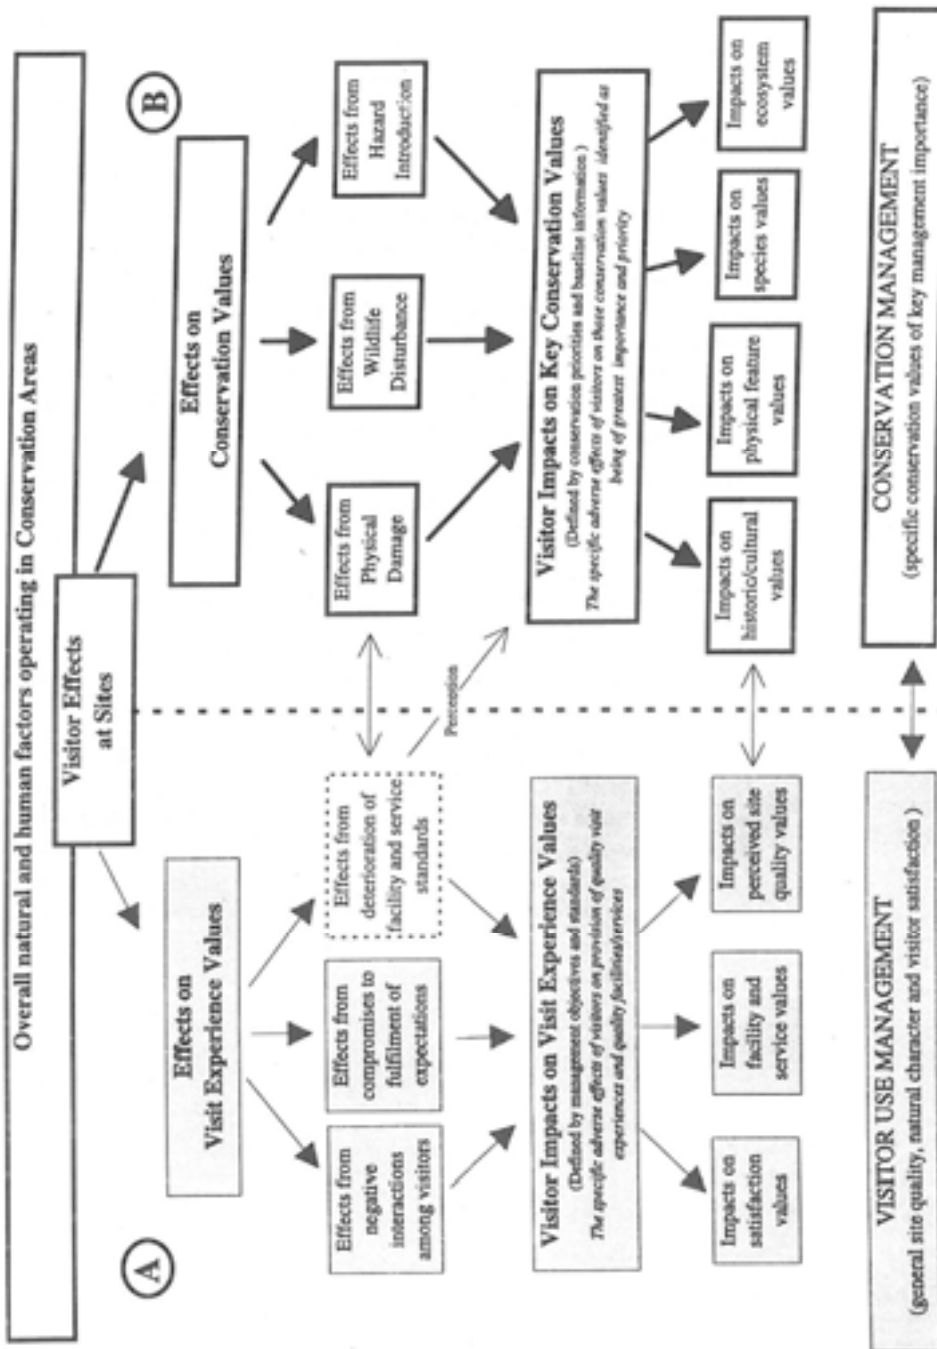 Overall natural and human factors operating in Conservation Areas
Visitor Effects
at Sites
A
B
Effects on
Visit Experience Values
Effects on
Conservation Values
Effects from
negative
interactions
among visitors
Effects from
compromises to
fulfilment of
expectations
Effects from
deterioration of
facility and service
standards
Effects from
Physical
Damage
Effects from
Wildlife
Disturbance
Effects from
Hazard
Introduction
Perception
Visitor Impacts on Visit Experience Values
(Defined by management objectives and standards)
The specific adverse effects of visitors on provision of quality visit
experiences and quality facilities/services
Visitor Impacts on Key Conservation Values
(Defined by conservation priorities and baseline information )
The specific adverse effects of visitors on those conservation values identified as
being of greatest importance and priority
Impacts on
satisfaction
values
Impacts on
facility and
service values
Impacts on
perceived site
quality values
Impacts on
historic/cultural
values
Impacts on
physical feature
values
Impacts on
species values
Impacts on
ecosystem
values
VISITOR USE MANAGEMENT
(general site quality, natural character and visitor satisfaction )
CONSERVATION MANAGEMENT
(specific conservation values of key management importance)